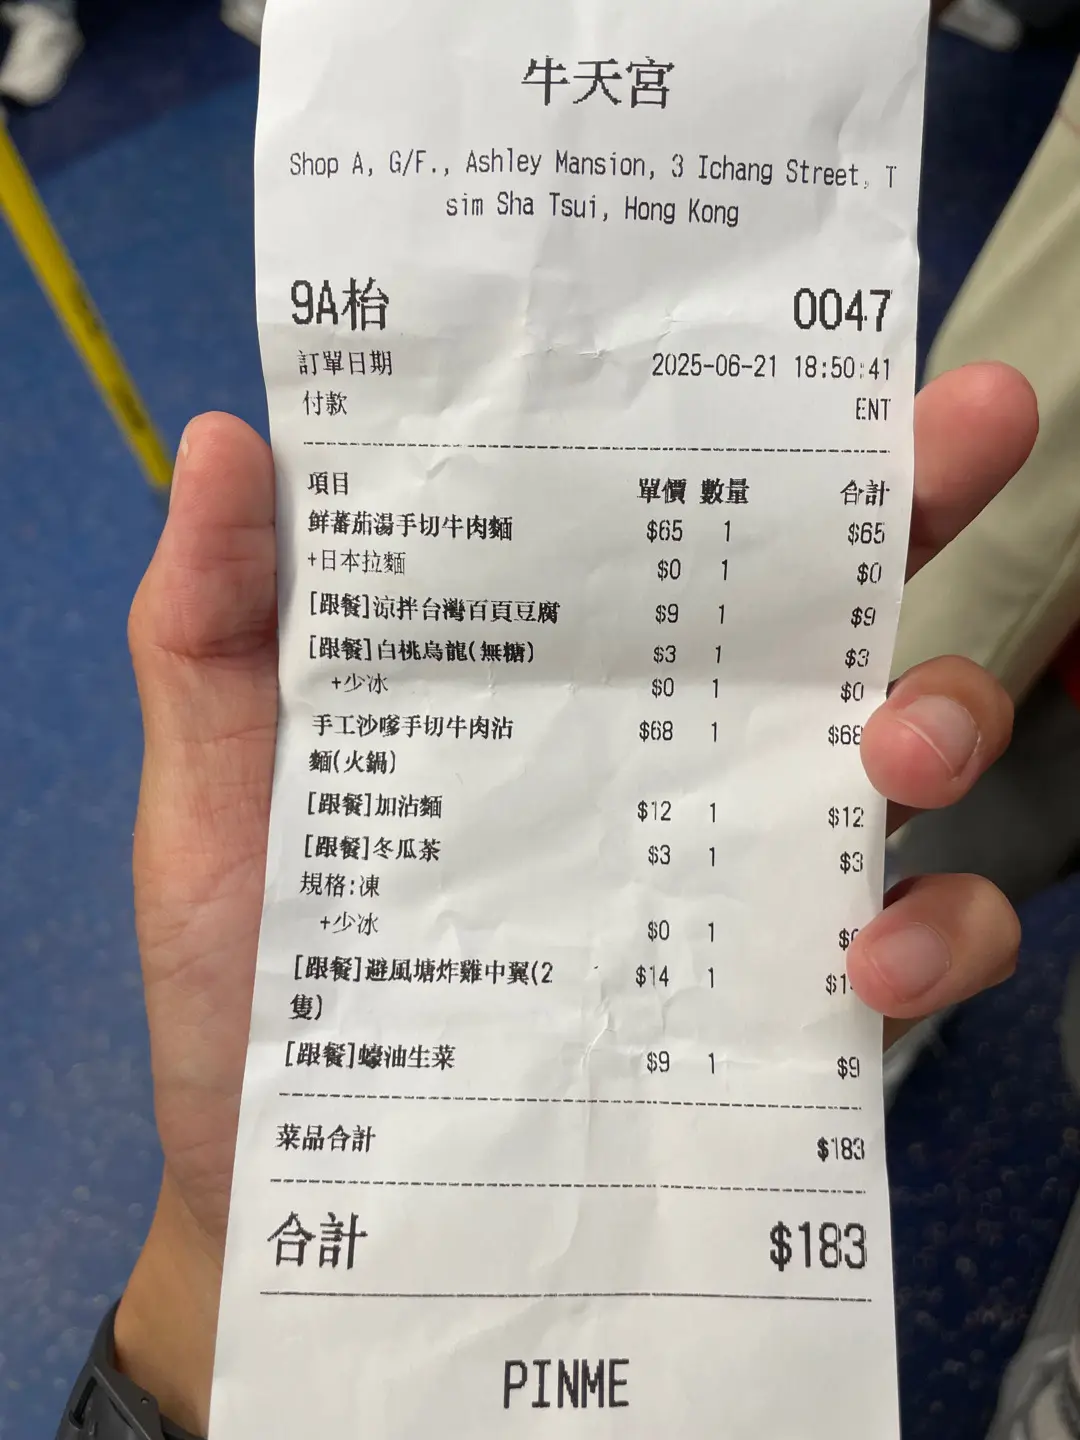 牛天宮
Shop A, G/F., Ashley Mansion, 3 Ichang Street, T
sim Sha Tsui, Hong Kong
9A枱 0047
訂單日期 2025-06-21 18:50:41
付款 ENT
項目 單價 數量 合計
鮮蕃茄湯手切牛肉麵 $65 1 $65
+日本拉麵 $0 1 $0
[跟餐]涼拌台灣百頁豆腐 $9 1 $9
[跟餐]白桃烏龍(無糖) $3 1 $3
+少冰 $0 1 $0
手工沙嗲手切牛肉沾 $68 1 $68
麵(火鍋)
[跟餐]加沾麵 $12 1 $12
[跟餐]冬瓜茶 $3 1 $3
規格:凍
+少冰 $0 1
[跟餐]避風塘炸雞中翼(2 $14 1
隻)
[跟餐]蠔油生菜 $9 1 $9
菜品合計 $183
合計 $183
PINME